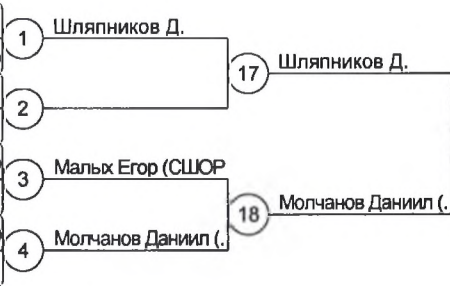 1 Шляпников Д.
17 Шляпников Д.
2
3 Малых Егор (СШОР
18 Молчанов Даниил (.
4 Молчанов Даниил (.